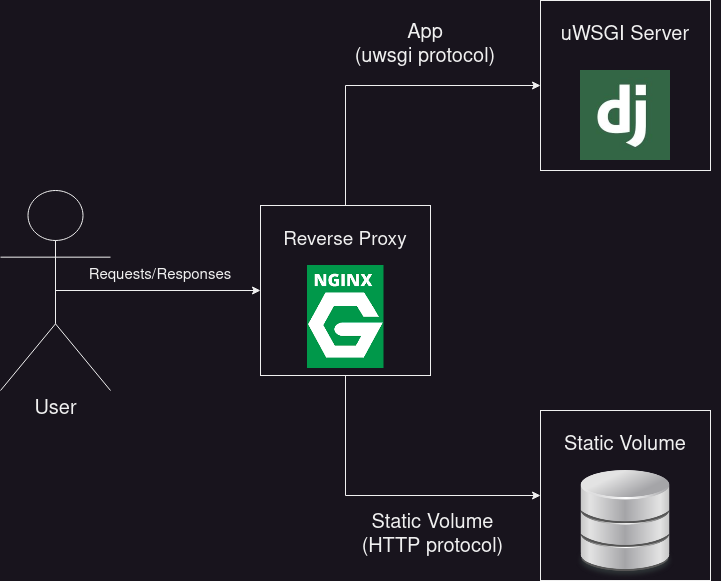 App
(uwsgi protocol)
uWSGI Server
dj
Reverse Proxy
NGINX
G
Requests/Responses
User
Static Volume
Static Volume
(HTTP protocol)